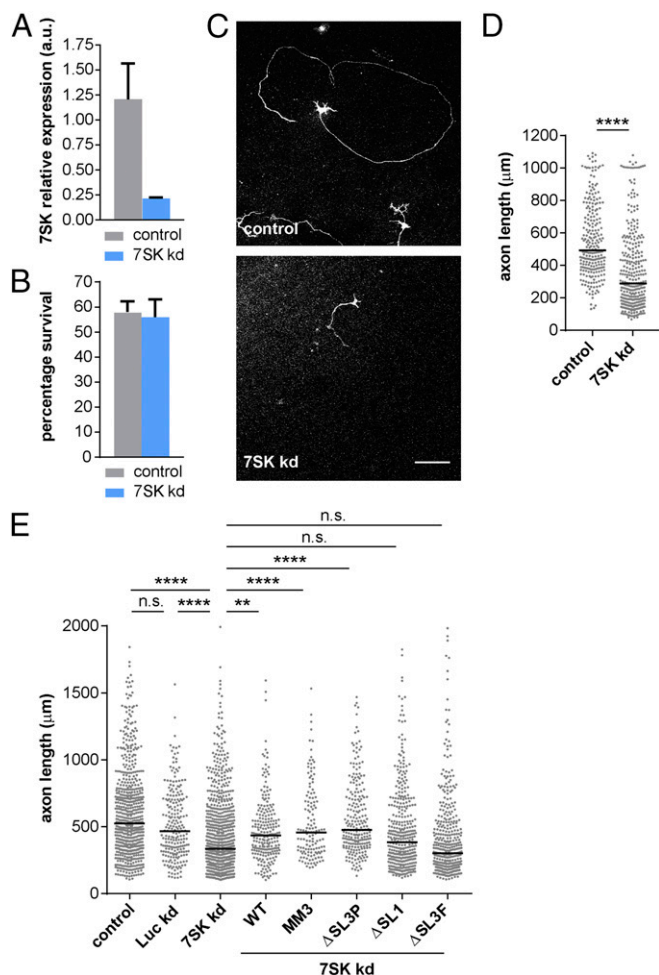 A
7SK relative expression (a.u.)
1.75
1.50
1.25
1.00
0.75
0.50
0.25
0.00
control
7SK kd
B
percentage survival
70
60
50
40
30
20
10
0
control
7SK kd
C
control
7SK kd
D
axon length (μm)
1200
1000
800
600
400
200
0
****
control
7SK kd
E
n.s.
n.s.
****
**** ****
n.s. **** **
axon length (μm)
2000
1500
1000
500
0
control
Luc kd
7SK kd
WT
MM3
ΔSL3P
ΔSL1
ΔSL3F
7SK kd